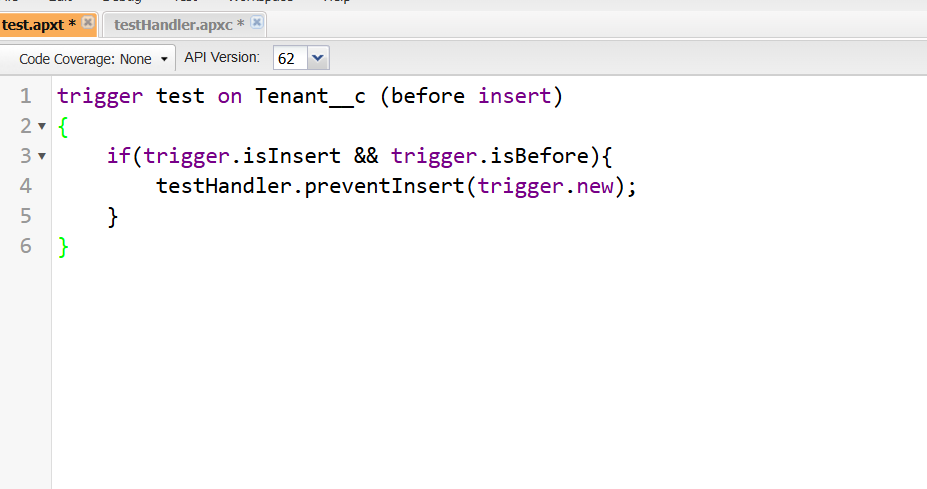 test.apxt * testHandler.apxc *
Code Coverage: None API Version: 62
1 trigger test on Tenant__c (before insert)
2 {
3 if(trigger.isInsert && trigger.isBefore){
4 testHandler.preventInsert(trigger.new);
5 }
6 }